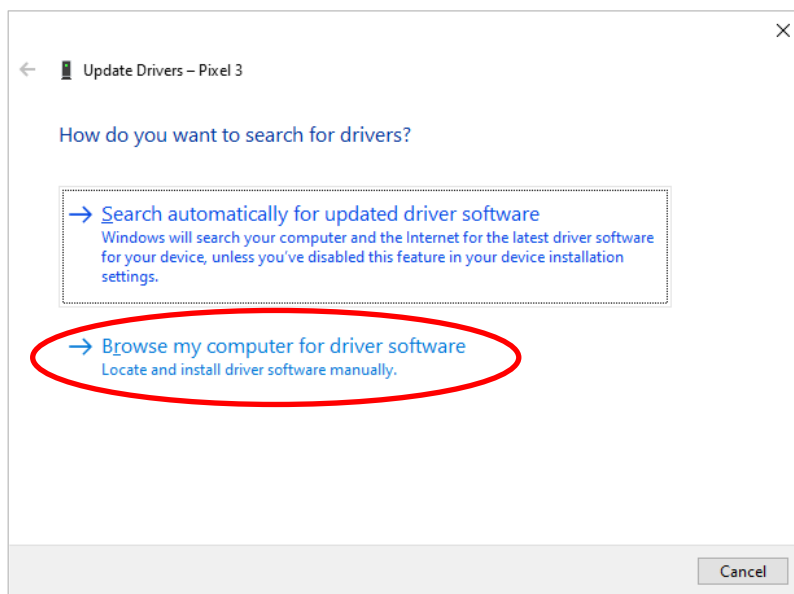 Update Drivers – Pixel 3
How do you want to search for drivers?
Search automatically for updated driver software
Windows will search your computer and the Internet for the latest driver software
for your device, unless you've disabled this feature in your device installation
settings.
Browse my computer for driver software
Locate and install driver software manually.
Cancel